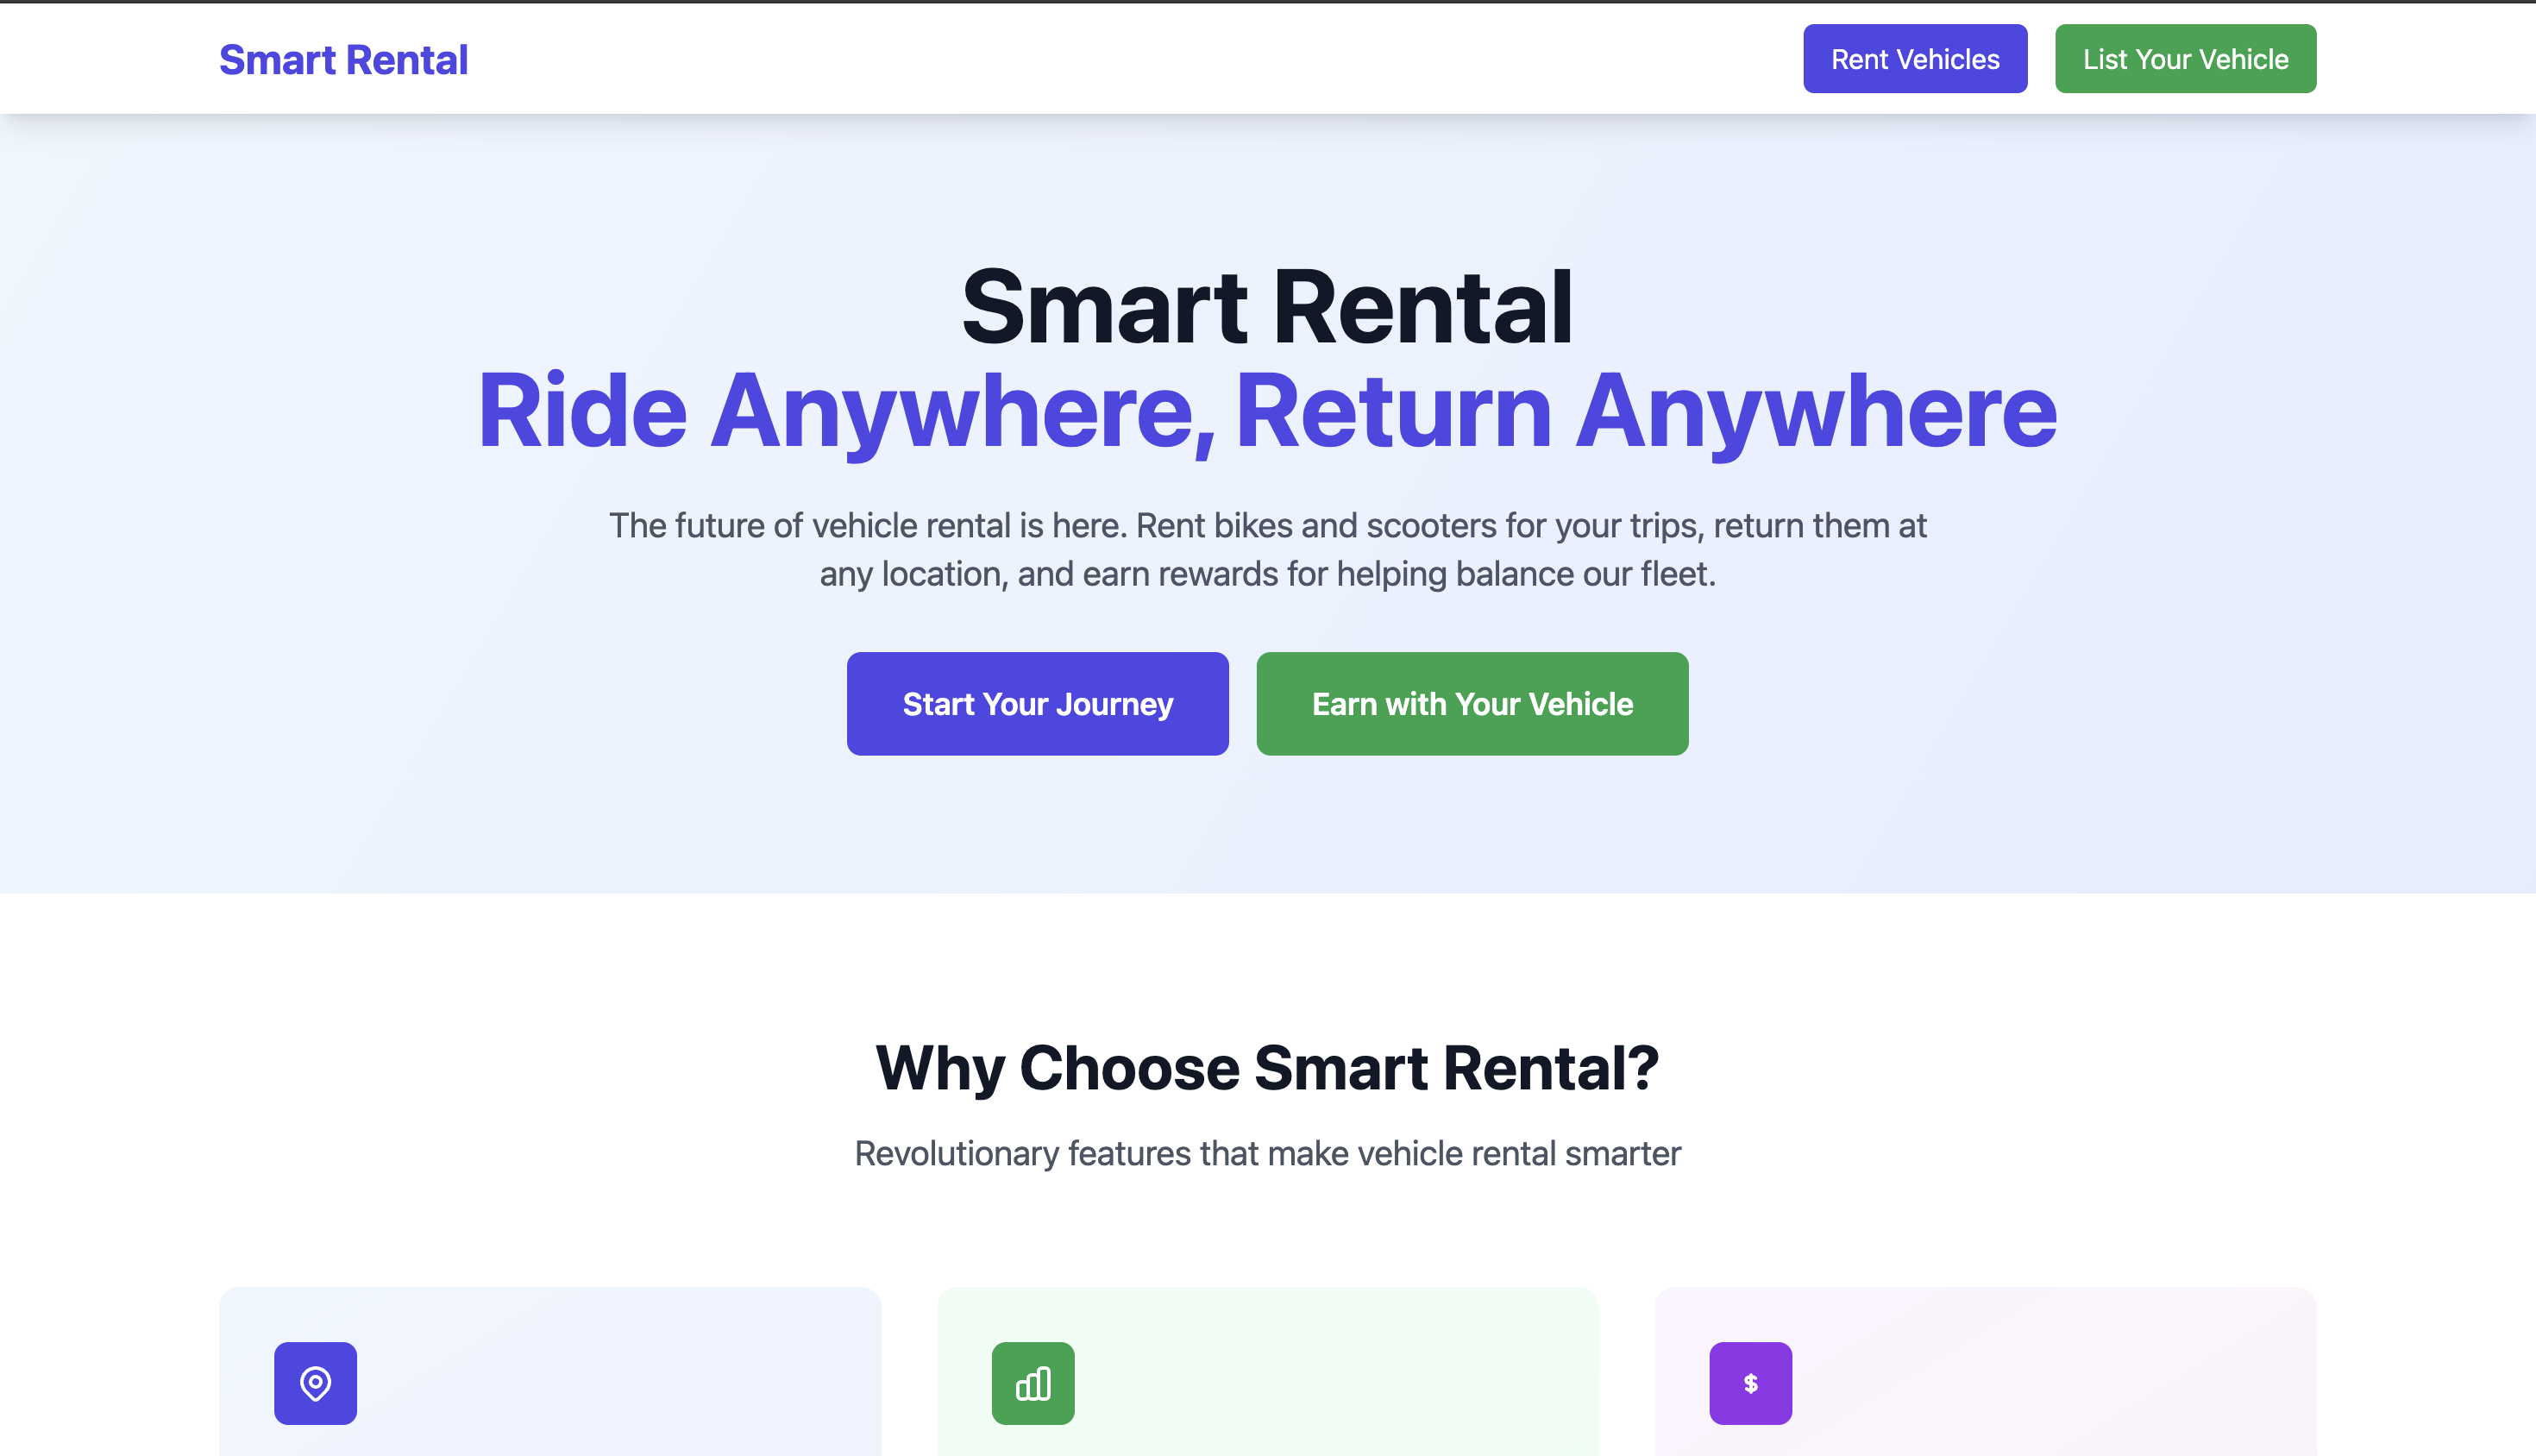 Smart Rental
Rent Vehicles
List Your Vehicle
Smart Rental
Ride Anywhere, Return Anywhere
The future of vehicle rental is here. Rent bikes and scooters for your trips, return them at
any location, and earn rewards for helping balance our fleet.
Start Your Journey
Earn with Your Vehicle
Why Choose Smart Rental?
Revolutionary features that make vehicle rental smarter
$